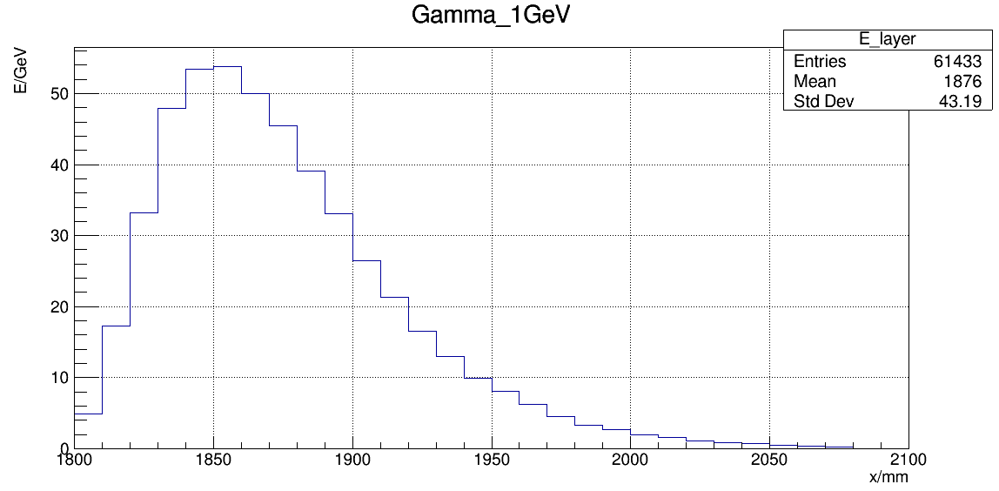 Gamma_1GeV
E_layer
Entries 61433
Mean 1876
Std Dev 43.19
E/GeV
50
40
30
20
10
0
1800 1850 1900 1950 2000 2050 2100
x/mm